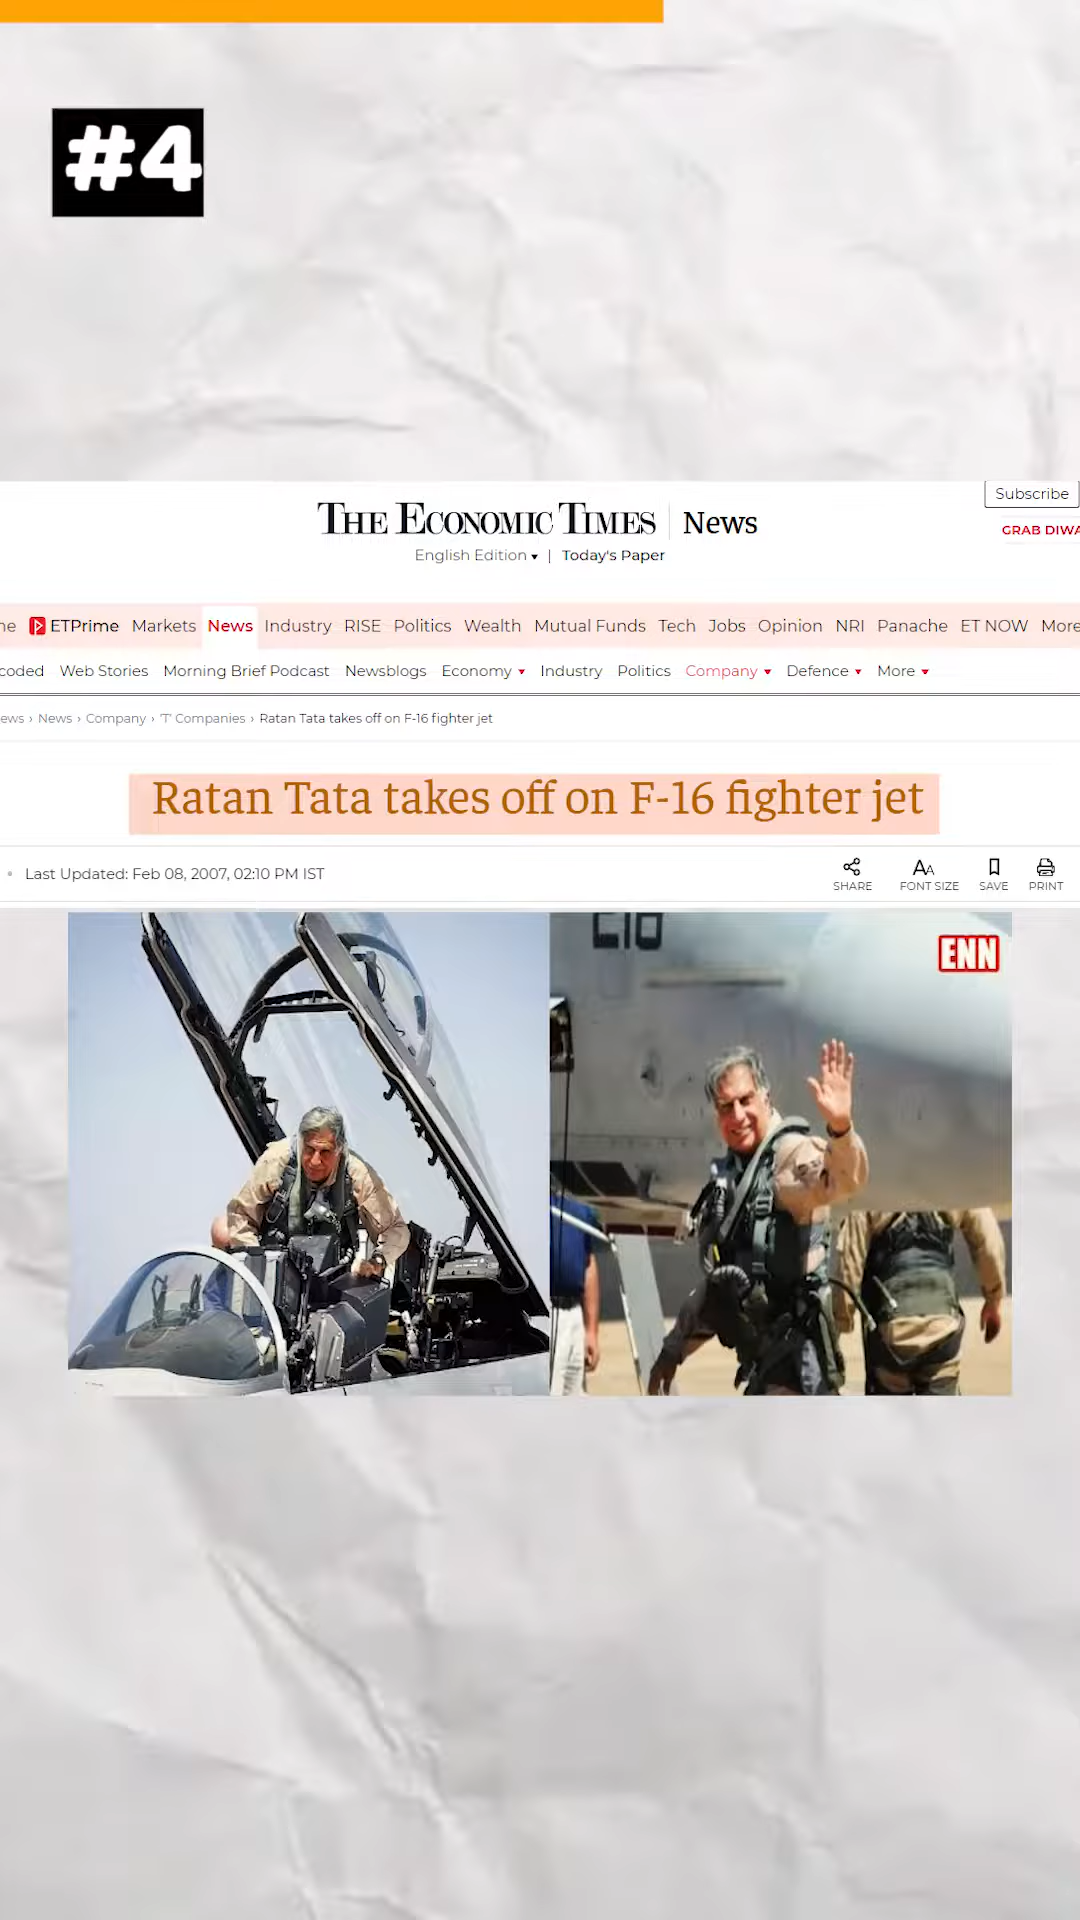 #4
Subscribe
THE ECONOMIC TIMES | News
GRAB DIWA
English Edition | Today's Paper
ne ETPrime Markets News Industry RISE Politics Wealth Mutual Funds Tech Jobs Opinion NRI Panache ET NOW More
coded Web Stories Morning Brief Podcast Newsblogs Economy Industry Politics Company Defence More
ews › News › Company › 'T' Companies › Ratan Tata takes off on F-16 fighter jet
Ratan Tata takes off on F-16 fighter jet
Last Updated: Feb 08, 2007, 02:10 PM IST
SHARE FONT SIZE SAVE PRINT
ENN